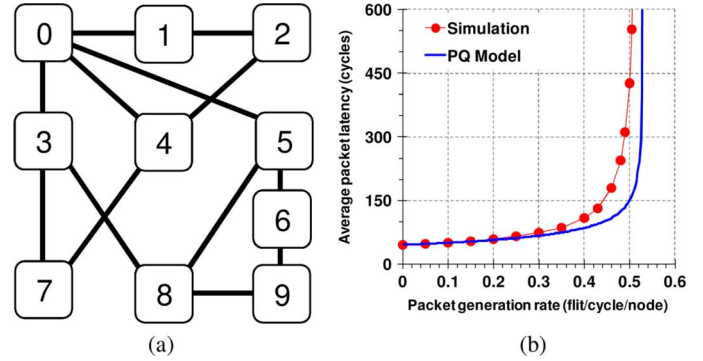 0 1 2
3 4 5
6
7 8 9
(a)
Average packet latency (cycles)
600
450
300
150
0
Simulation
PQ Model
0 0.1 0.2 0.3 0.4 0.5 0.6
Packet generation rate (flit/cycle/node)
(b)